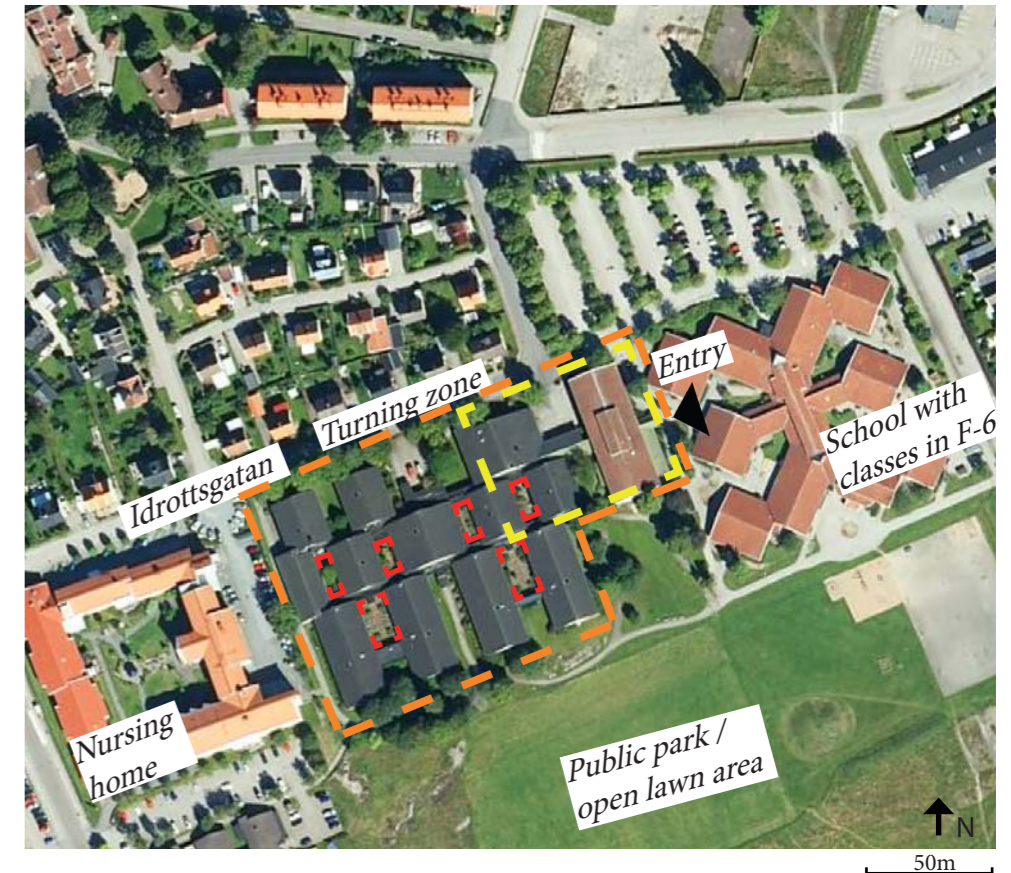 Entry
Turning zone
School with
classes in F-6
Idrottsgatan
Nursing
home
Public park /
open lawn area
N
50m